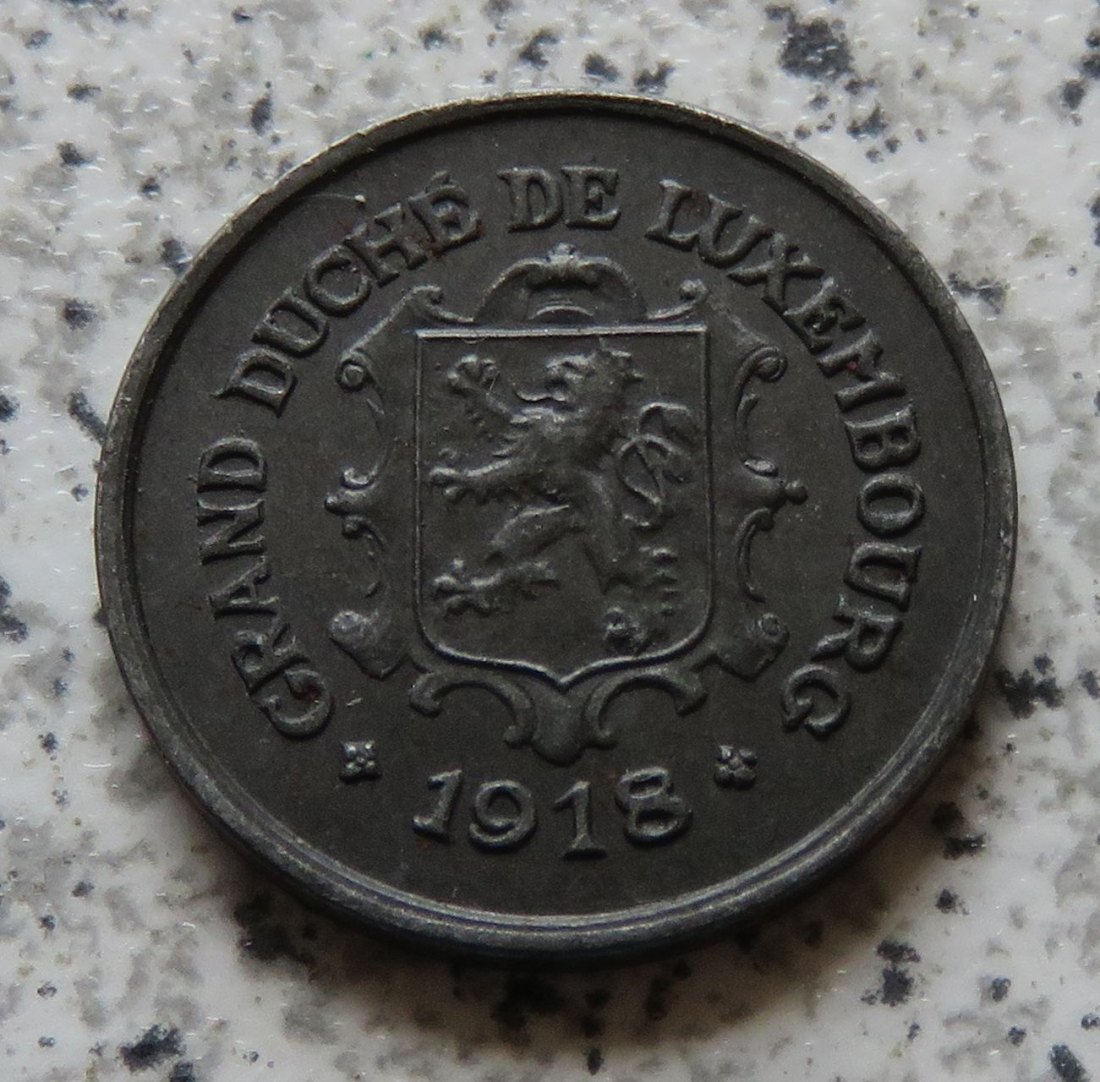 GRAND DUCHÉ DE LUXEMBOURG
1918